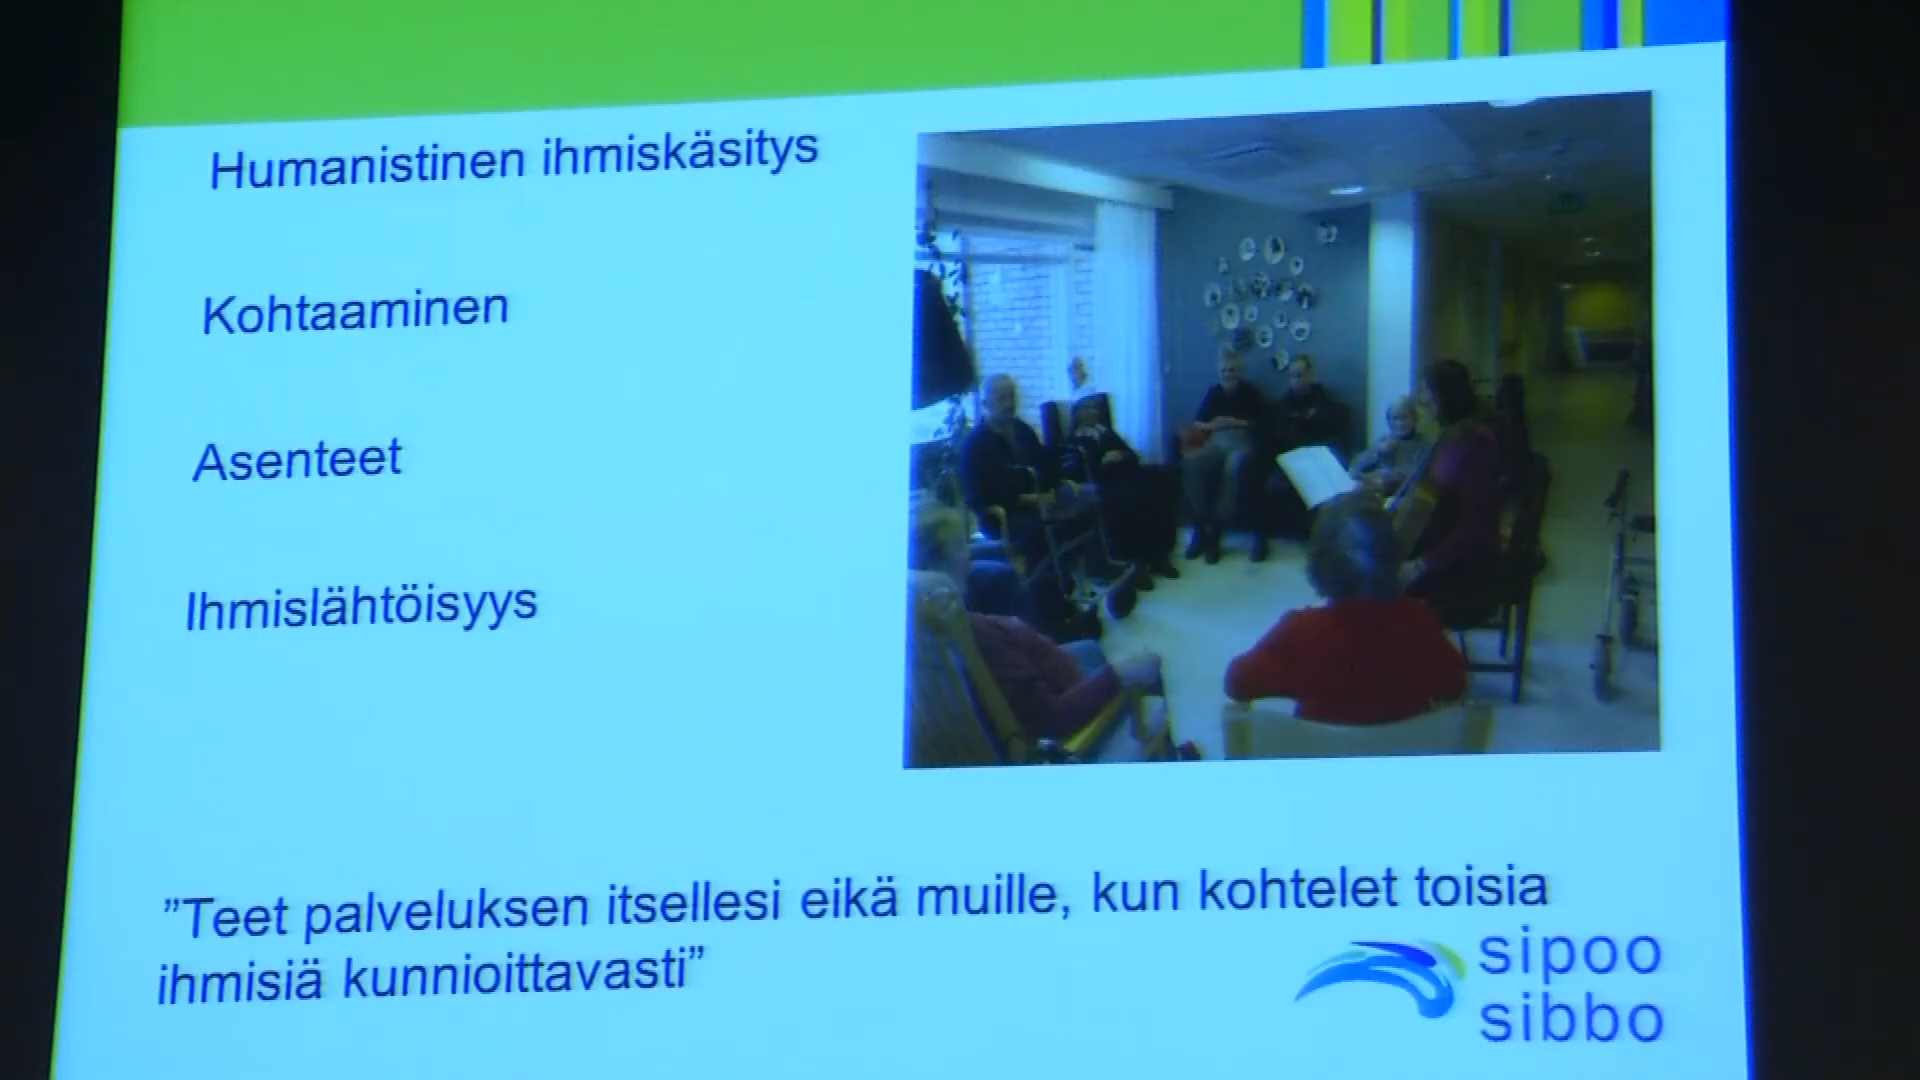 Humanistinen ihmiskäsitys
Kohtaaminen
Asenteet
Ihmislähtöisyys
”Teet palveluksen itsellesi eikä muille, kun kohtelet toisia
ihmisiä kunnioittavasti”
sipoo
sibbo